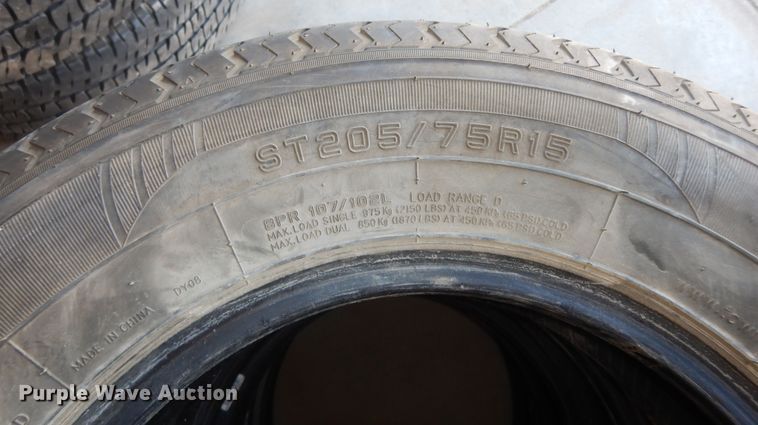 ST205/75R15
8PR 107/102L LOAD RANGE D
MAX.LOAD SINGLE 975 Kg (2150 LBS) AT 450 KPa (65 PSI) COLD
MAX.LOAD DUAL 850 Kg (1870 LBS) AT 450 KPa (65 PSI) COLD
DY08
MADE IN CHINA
D
Purple Wave Auction